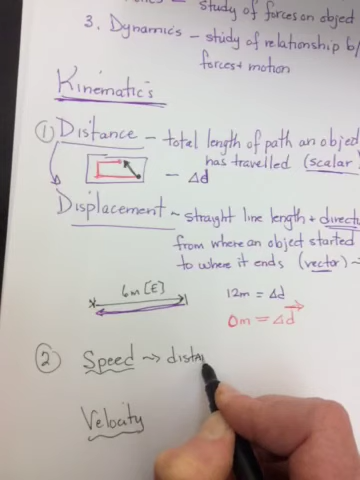 study of forces on object
3. Dynamics – study of relationship b/
forces + motion
Kinematics
① Distance – total length of path an objec
has travelled (scalar
– Δd
Displacement ~ straight line length + direct
from where an object started
to where it ends (vector) →
6m [E]
12m = Δd
0m = Δd⃗
② Speed → dista
Velocity